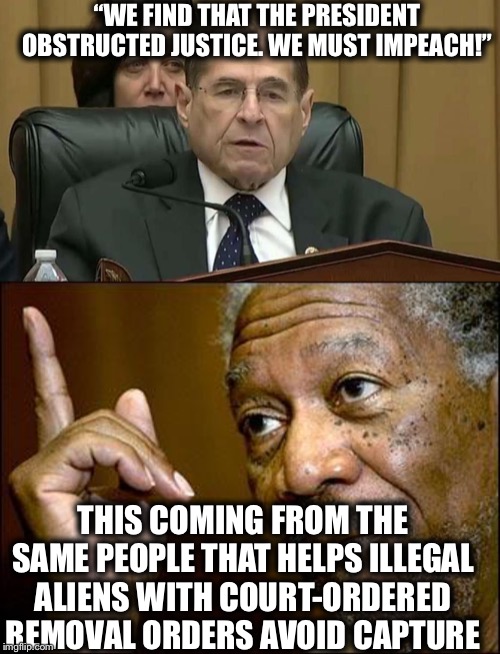 “WE FIND THAT THE PRESIDENT
OBSTRUCTED JUSTICE. WE MUST IMPEACH!”
THIS COMING FROM THE
SAME PEOPLE THAT HELPS ILLEGAL
ALIENS WITH COURT-ORDERED
REMOVAL ORDERS AVOID CAPTURE
imgflip.com